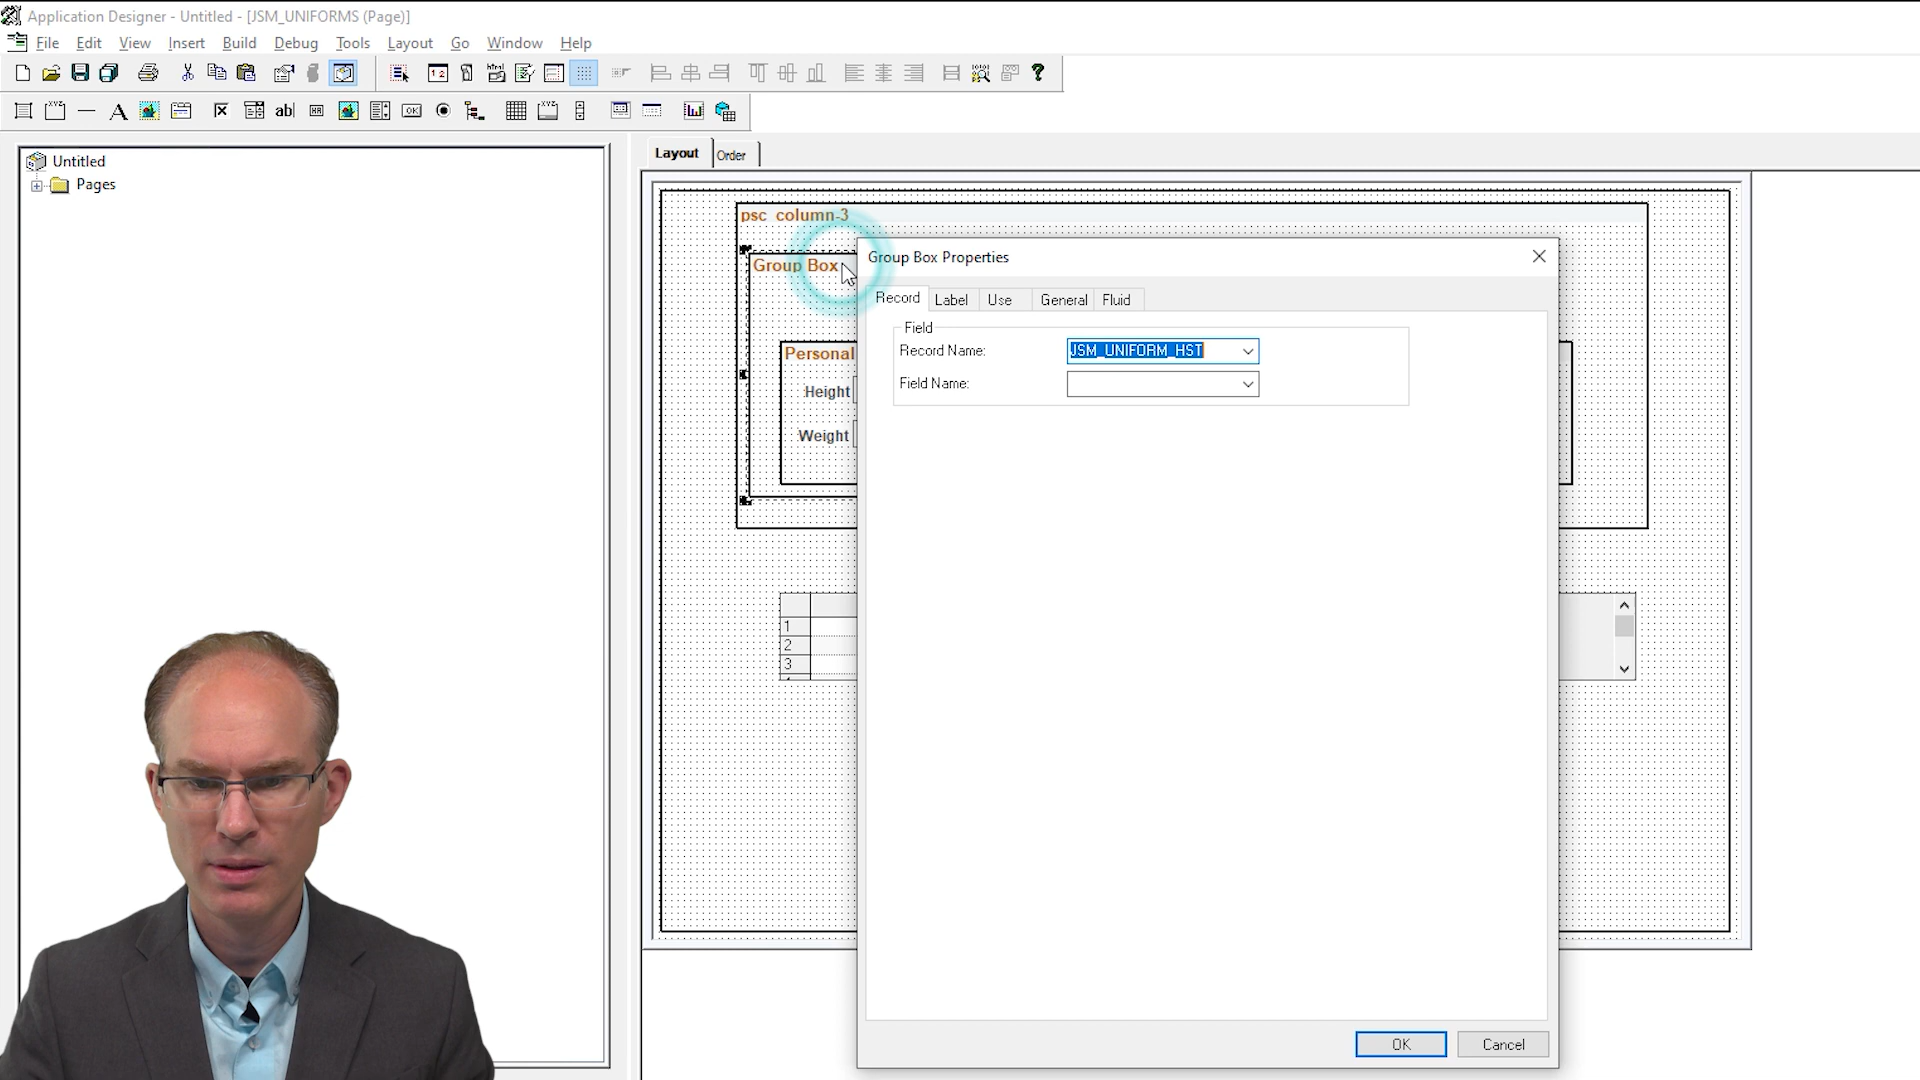 Application Designer - Untitled - [JSM_UNIFORMS (Page)]
File Edit View Insert Build Debug Tools Layout Go Window Help
Untitled
Pages
Layout Order
psc_column-3
Group Box
Personal
Height
Weight
1
2
3
Group Box Properties
Record Label Use General Fluid
Field
Record Name: JSM_UNIFORM_HST
Field Name:
OK Cancel